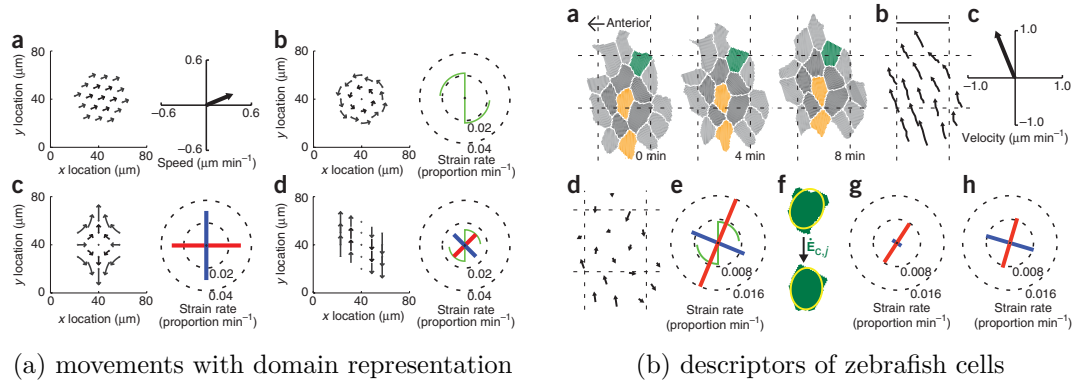 a
80
y location (μm)
40
0
0
40
80
x location (μm)
0.6
−0.6
0.6
−0.6
Speed (μm min⁻¹)
b
80
y location (μm)
40
0
0
40
80
x location (μm)
0.02
0.04
Strain rate
(proportion min⁻¹)
c
80
y location (μm)
40
0
0
40
80
x location (μm)
0.02
0.04
Strain rate
(proportion min⁻¹)
d
80
y location (μm)
40
0
0
40
80
x location (μm)
0.02
0.04
Strain rate
(proportion min⁻¹)
(a) movements with domain representation
a
Anterior
0 min
4 min
8 min
b
c
1.0
−1.0
1.0
−1.0
Velocity (μm min⁻¹)
d
e
0.008
0.016
Strain rate
(proportion min⁻¹)
f
Ė_{C,j}
g
0.008
0.016
Strain rate
(proportion min⁻¹)
h
0.008
0.016
Strain rate
(proportion min⁻¹)
(b) descriptors of zebrafish cells